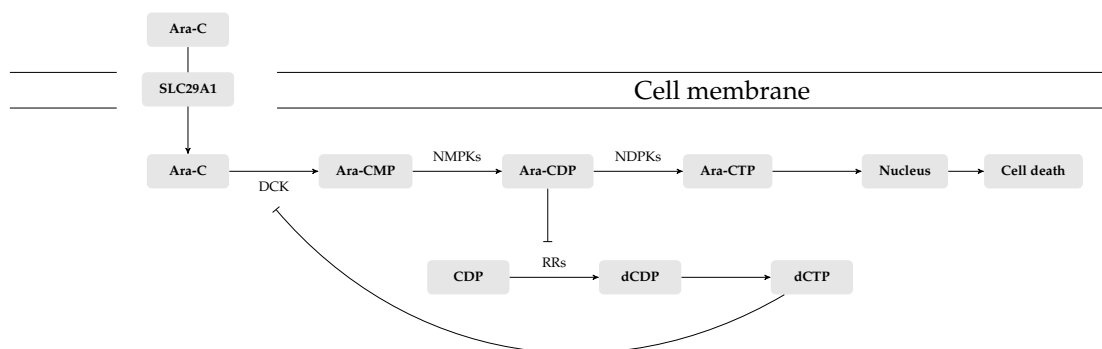 Ara-C
SLC29A1
Cell membrane
NMPKs
NDPKs
Ara-C
Ara-CMP
Ara-CDP
Ara-CTP
Nucleus
Cell death
DCK
RRs
CDP
dCDP
dCTP